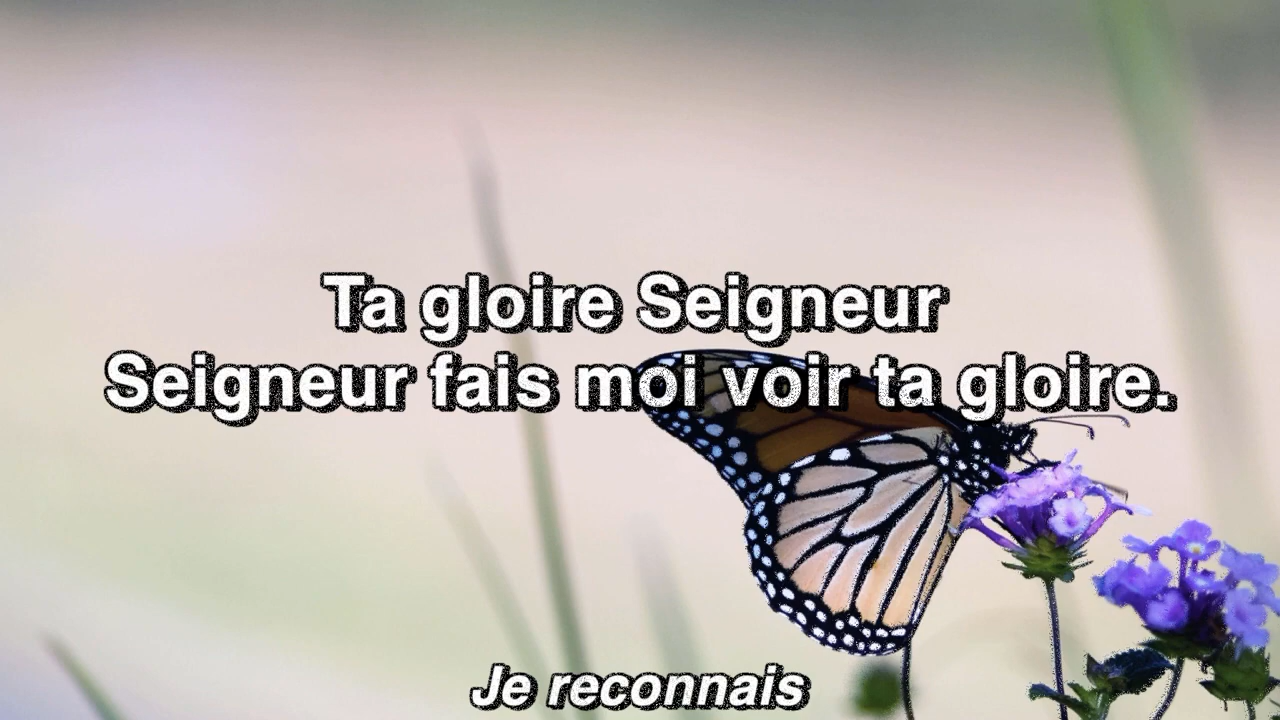 Ta gloire Seigneur
Seigneur fais moi voir ta gloire.
Je reconnais